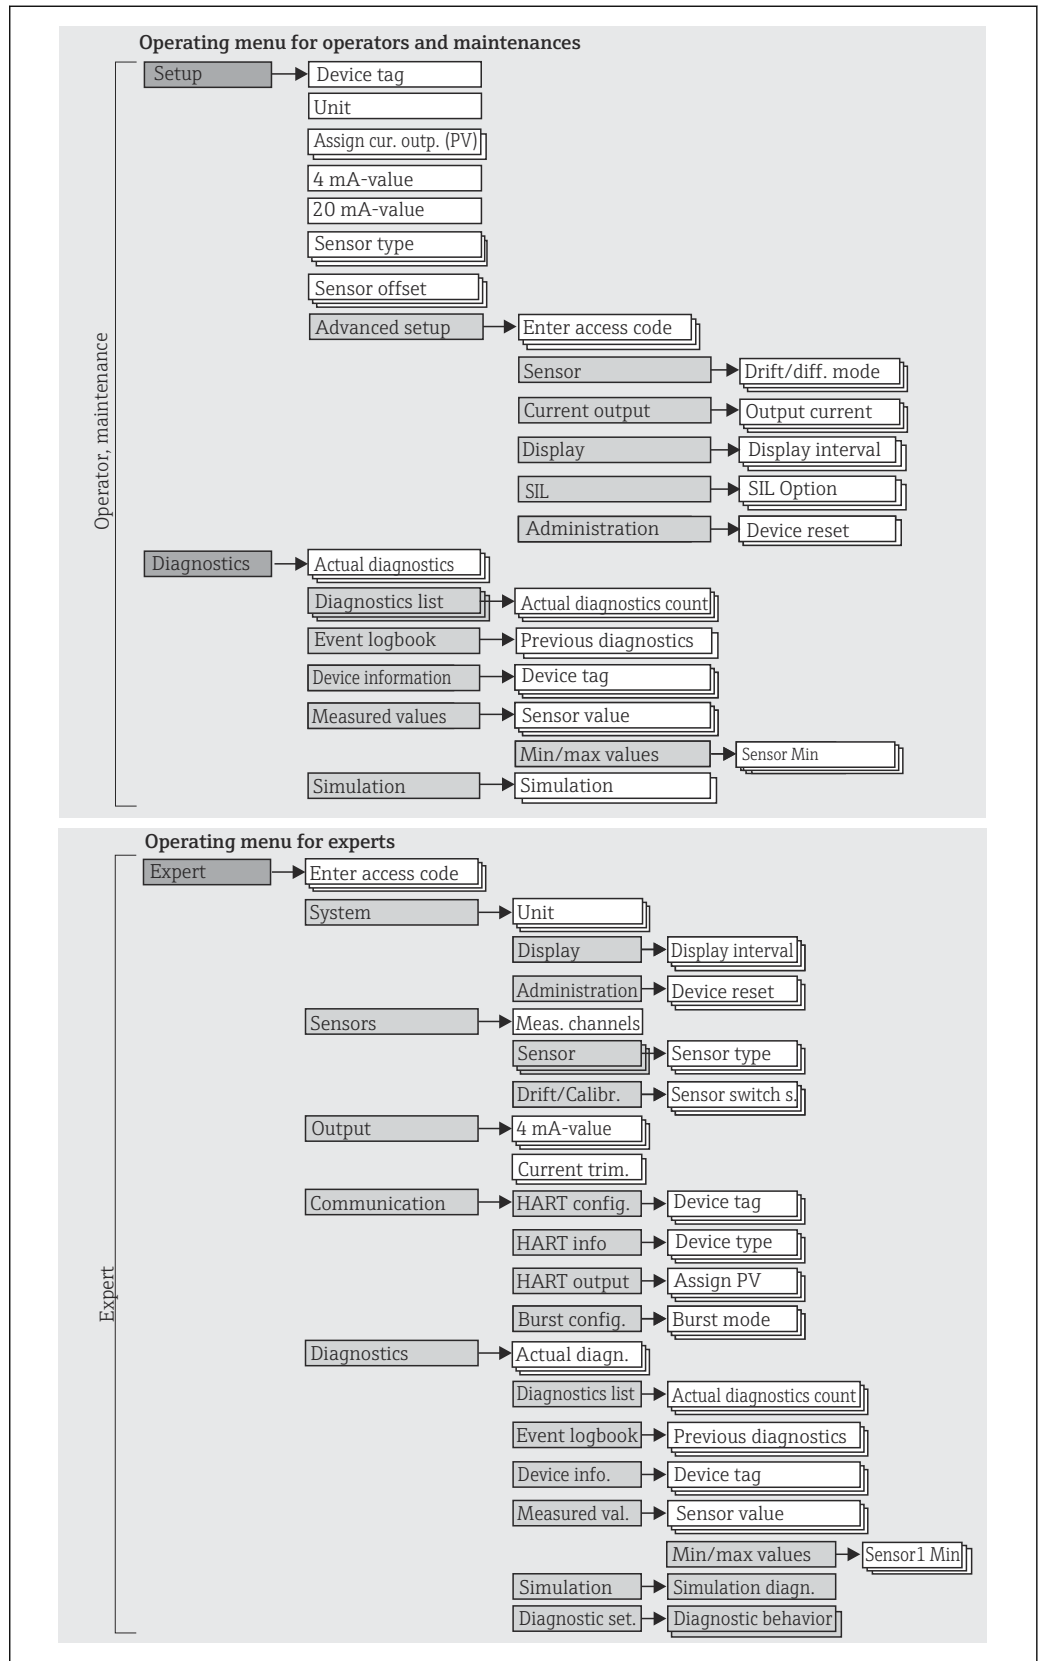 Operating menu for operators and maintenances
Operator, maintenance
Setup
Device tag
Unit
Assign cur. outp. (PV)
4 mA-value
20 mA-value
Sensor type
Sensor offset
Advanced setup
Enter access code
Sensor
Drift/diff. mode
Current output
Output current
Display
Display interval
SIL
SIL Option
Administration
Device reset
Diagnostics
Actual diagnostics
Diagnostics list
Actual diagnostics count
Event logbook
Previous diagnostics
Device information
Device tag
Measured values
Sensor value
Min/max values
Sensor Min
Simulation
Simulation
Operating menu for experts
Expert
Expert
Enter access code
System
Unit
Display
Display interval
Administration
Device reset
Sensors
Meas. channels
Sensor
Sensor type
Drift/Calibr.
Sensor switch s.
Output
4 mA-value
Current trim.
Communication
HART config.
Device tag
HART info
Device type
HART output
Assign PV
Burst config.
Burst mode
Diagnostics
Actual diagn.
Diagnostics list
Actual diagnostics count
Event logbook
Previous diagnostics
Device info.
Device tag
Measured val.
Sensor value
Min/max values
Sensor1 Min
Simulation
Simulation diagn.
Diagnostic set.
Diagnostic behavior